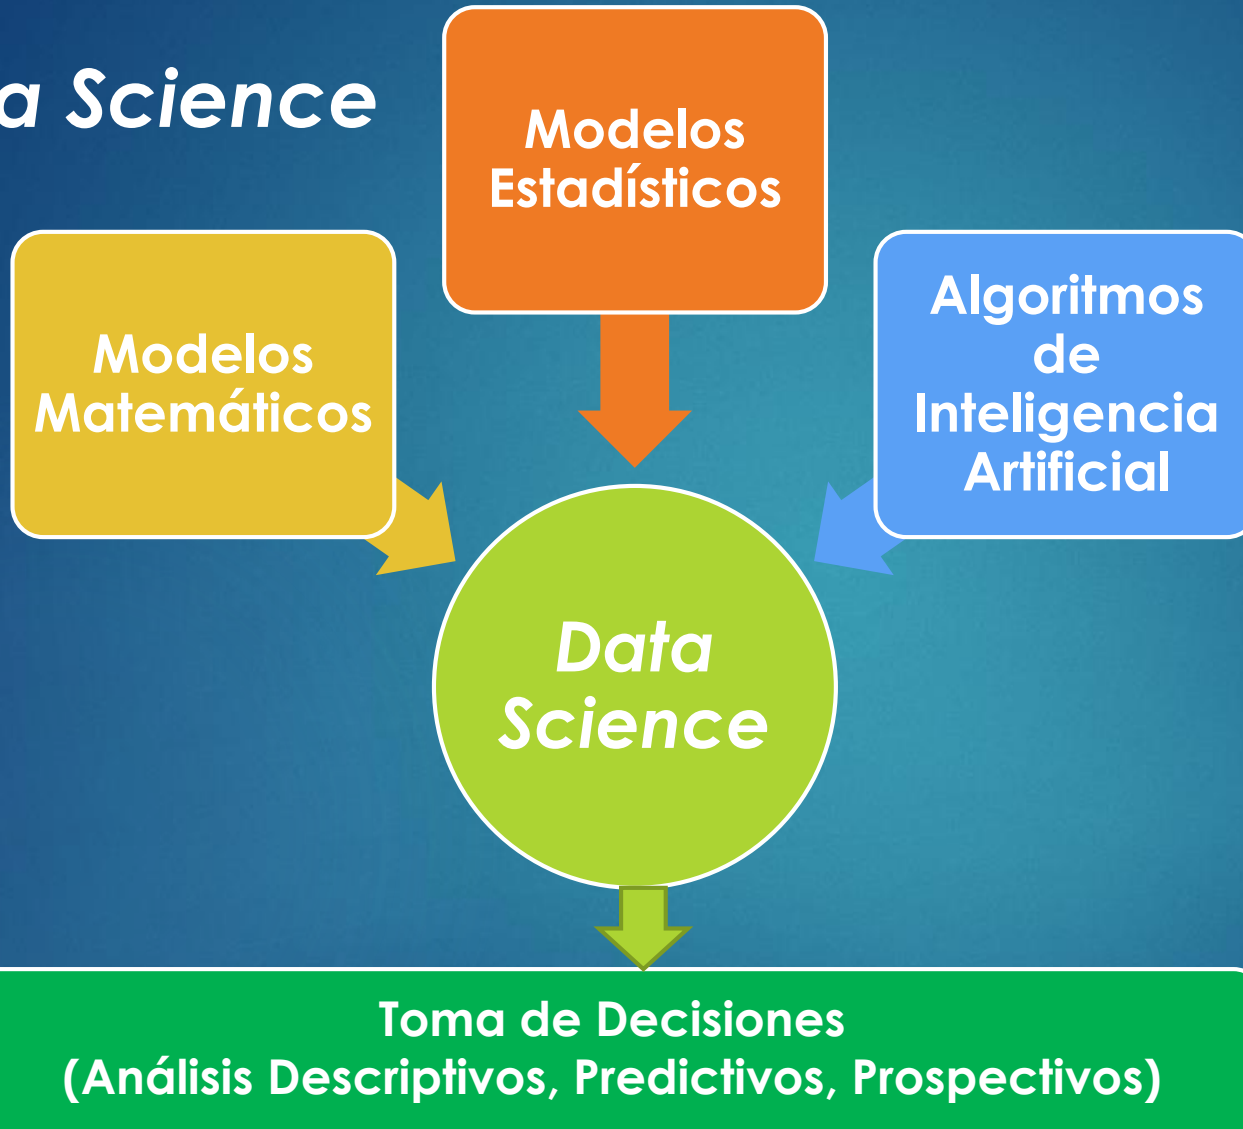 a Science
Modelos
Estadísticos
Modelos
Matemáticos
Algoritmos
de
Inteligencia
Artificial
Data
Science
Toma de Decisiones
(Análisis Descriptivos, Predictivos, Prospectivos)